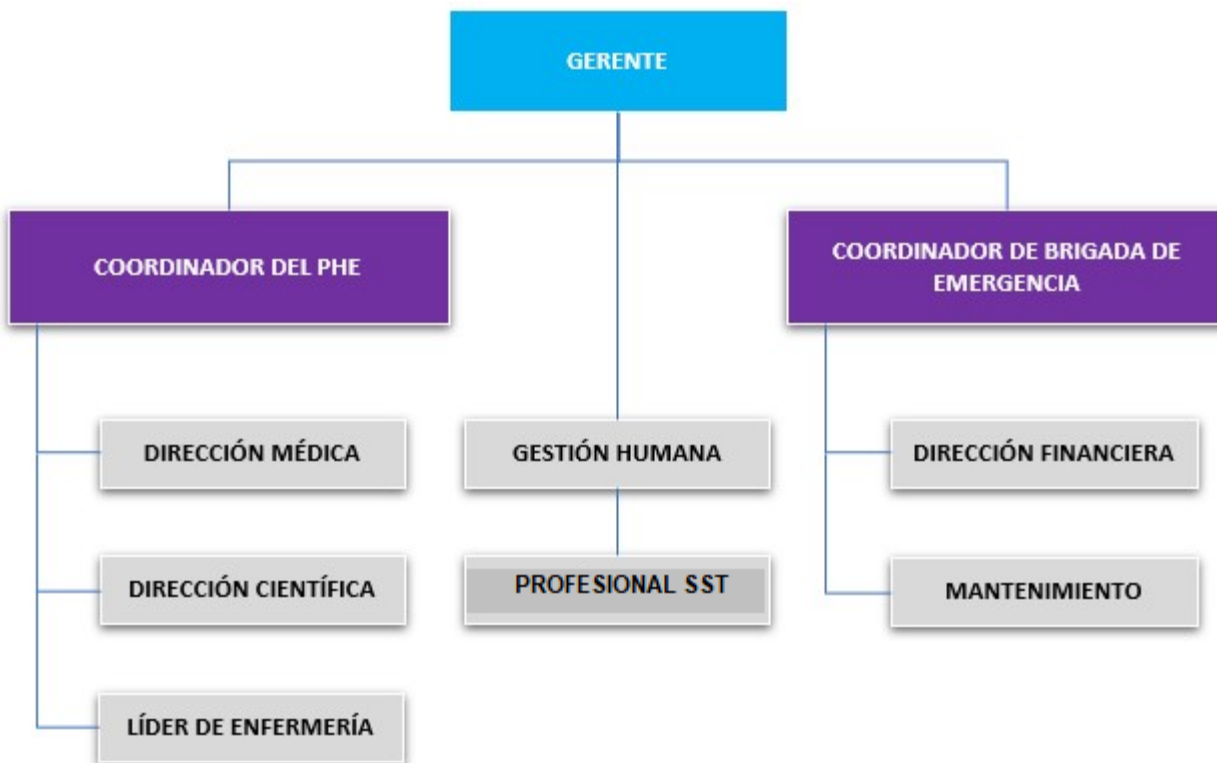 GERENTE
COORDINADOR DEL PHE
COORDINADOR DE BRIGADA DE
EMERGENCIA
DIRECCIÓN MÉDICA
GESTIÓN HUMANA
DIRECCIÓN FINANCIERA
DIRECCIÓN CIENTÍFICA
PROFESIONAL SST
MANTENIMIENTO
LÍDER DE ENFERMERÍA